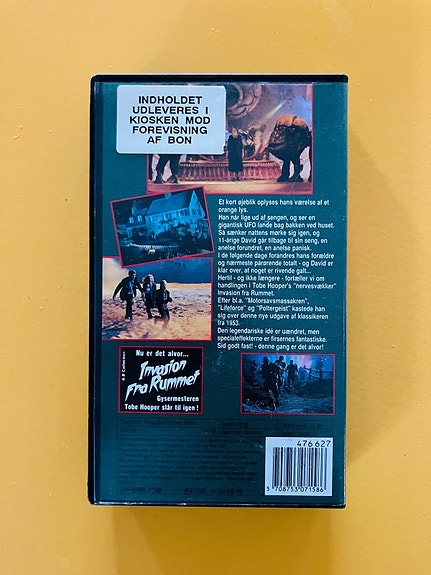 INDHOLDET
UDLEVERES I
KIOSKEN MOD
FOREVISNING
AF BON
Et kort øjeblik oplyses hans værelse af et
orange lys.
Han når lige ud af sengen, og ser en
gigantisk UFO lande bag bakken ved huset.
Så sænker nattens mørke sig igen, og
11-årige David går tilbage til sin seng, en
anelse forundret, en anelse panisk.
I de følgende dage forandres hans forældre
og nærmeste pårørende totalt - og David er
klar over, at noget er rivende galt...
Hertil - og ikke længere - fortæller vi om
handlingen i Tobe Hooper's "nervesvækker"
Invasion fra Rummet.
Efter bl.a. "Motorsavsmassakren",
"Lifeforce" og "Poltergeist" kastede han
sig over denne nye udgave af klassikeren
fra 1953.
Den legendariske idé er uændret, men
specialeffekterne er firsernes fantastiske.
Sid godt fast! - denne gang er det alvor!
A B Collection
Nu er det alvor...
Invasion
Fra Rummet
Gysermesteren
Tobe Hooper slår til igen!
476627
5 708753 071586